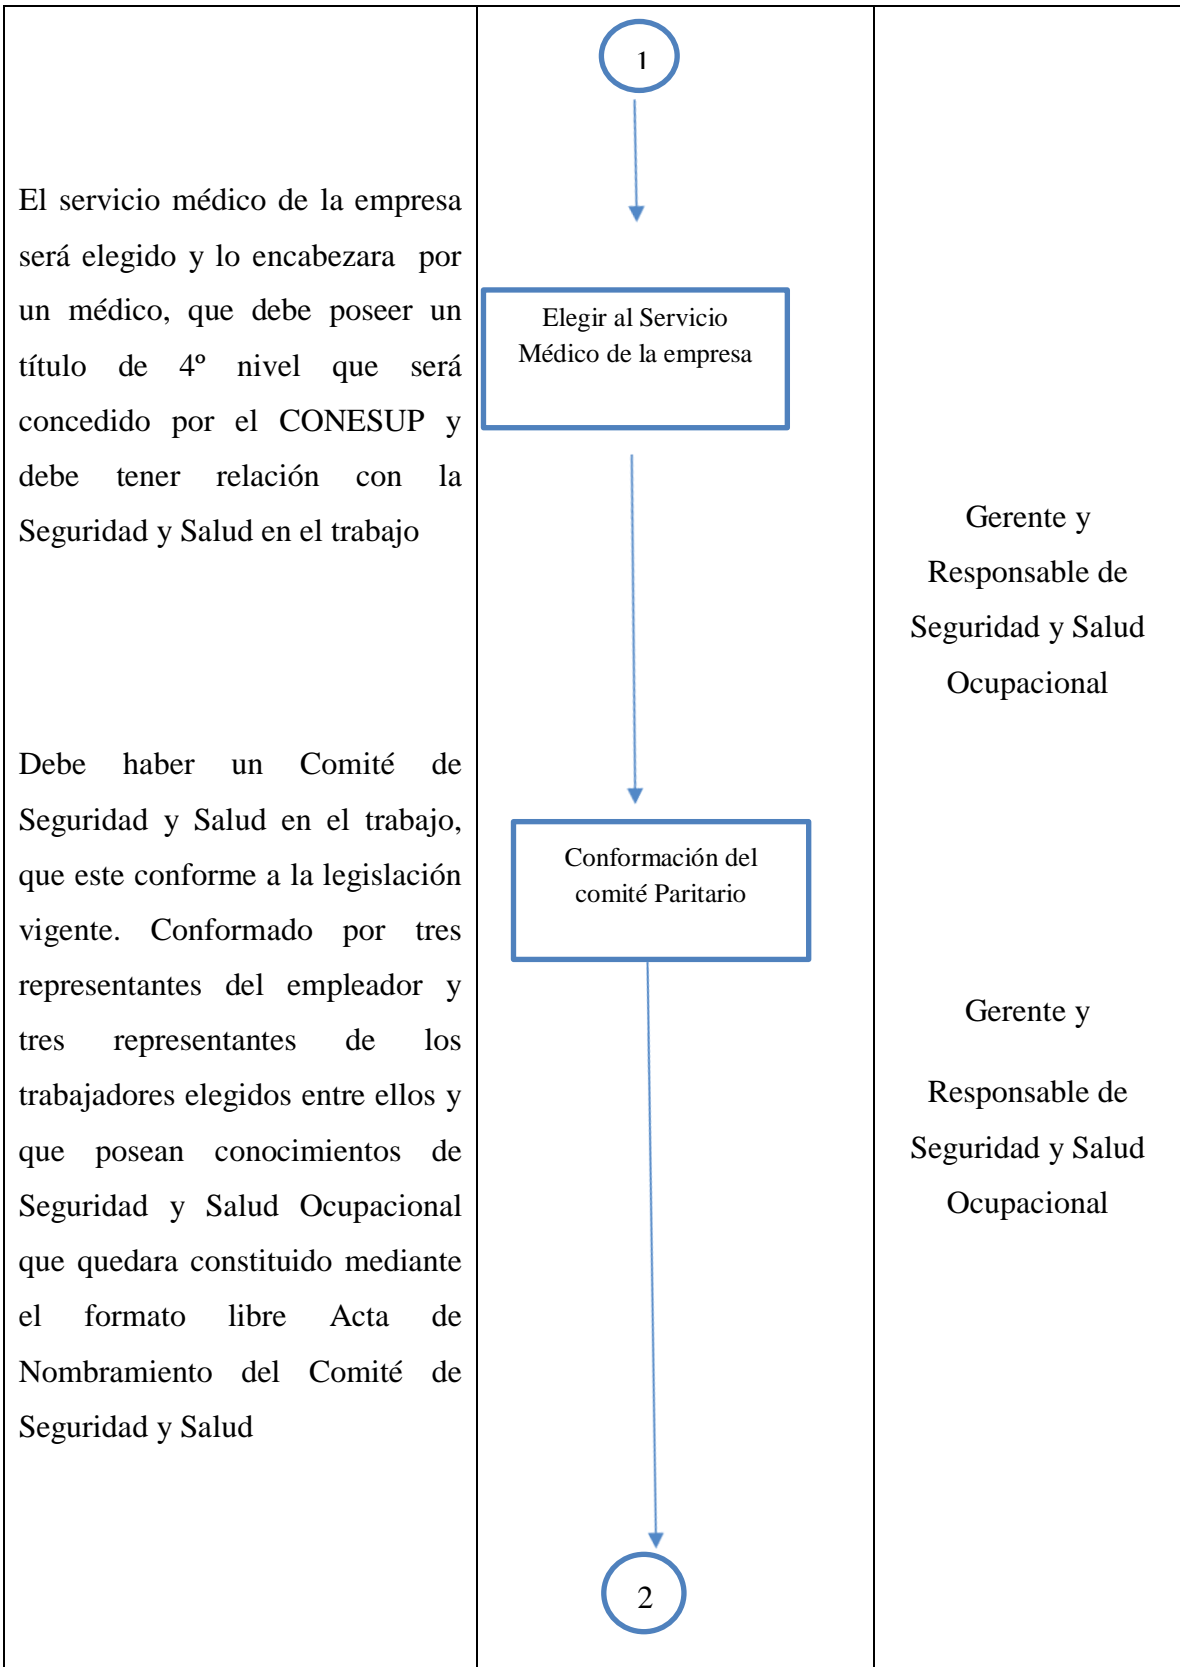 El servicio médico de la empresa
será elegido y lo encabezara por
un médico, que debe poseer un
título de 4º nivel que será
concedido por el CONESUP y
debe tener relación con la
Seguridad y Salud en el trabajo
Debe haber un Comité de
Seguridad y Salud en el trabajo,
que este conforme a la legislación
vigente. Conformado por tres
representantes del empleador y
tres representantes de los
trabajadores elegidos entre ellos y
que posean conocimientos de
Seguridad y Salud Ocupacional
que quedara constituido mediante
el formato libre Acta de
Nombramiento del Comité de
Seguridad y Salud
1
Elegir al Servicio
Médico de la empresa
Conformación del
comité Paritario
2
Gerente y
Responsable de
Seguridad y Salud
Ocupacional
Gerente y
Responsable de
Seguridad y Salud
Ocupacional